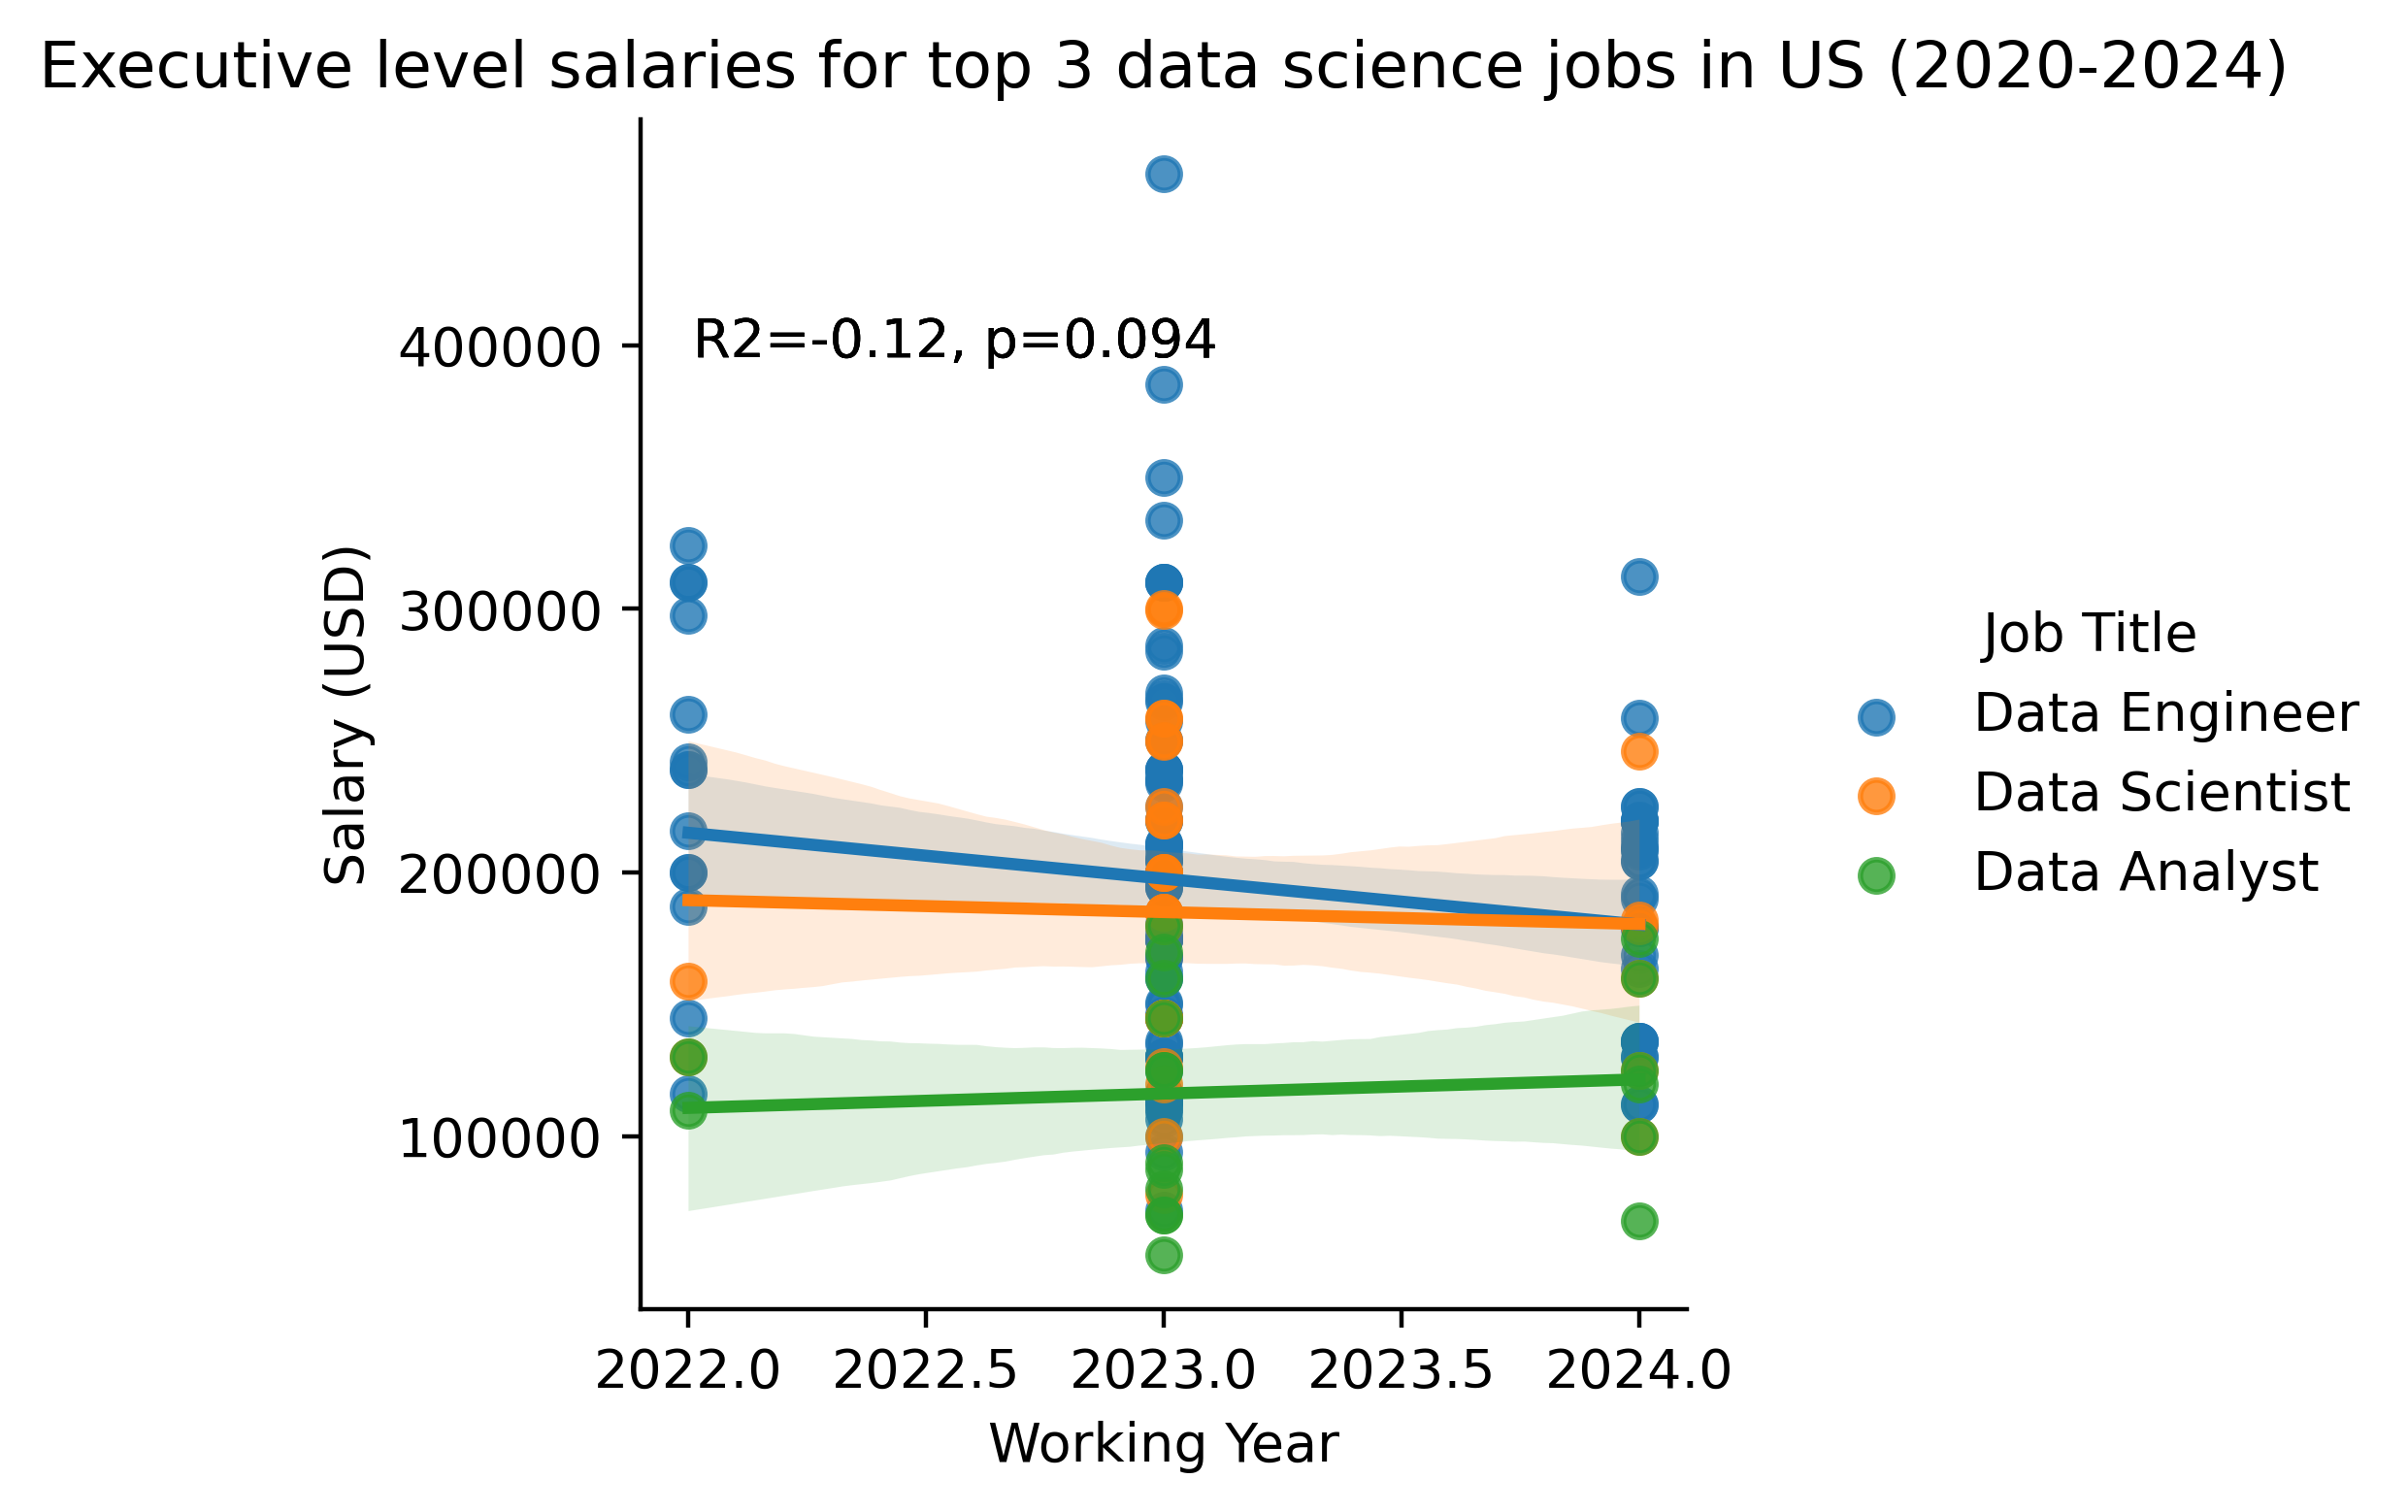 Executive level salaries for top 3 data science jobs in US (2020-2024)
R2=-0.12, p=0.094
400000
300000
200000
100000
Salary (USD)
2022.0 2022.5 2023.0 2023.5 2024.0
Working Year
Job Title
Data Engineer
Data Scientist
Data Analyst